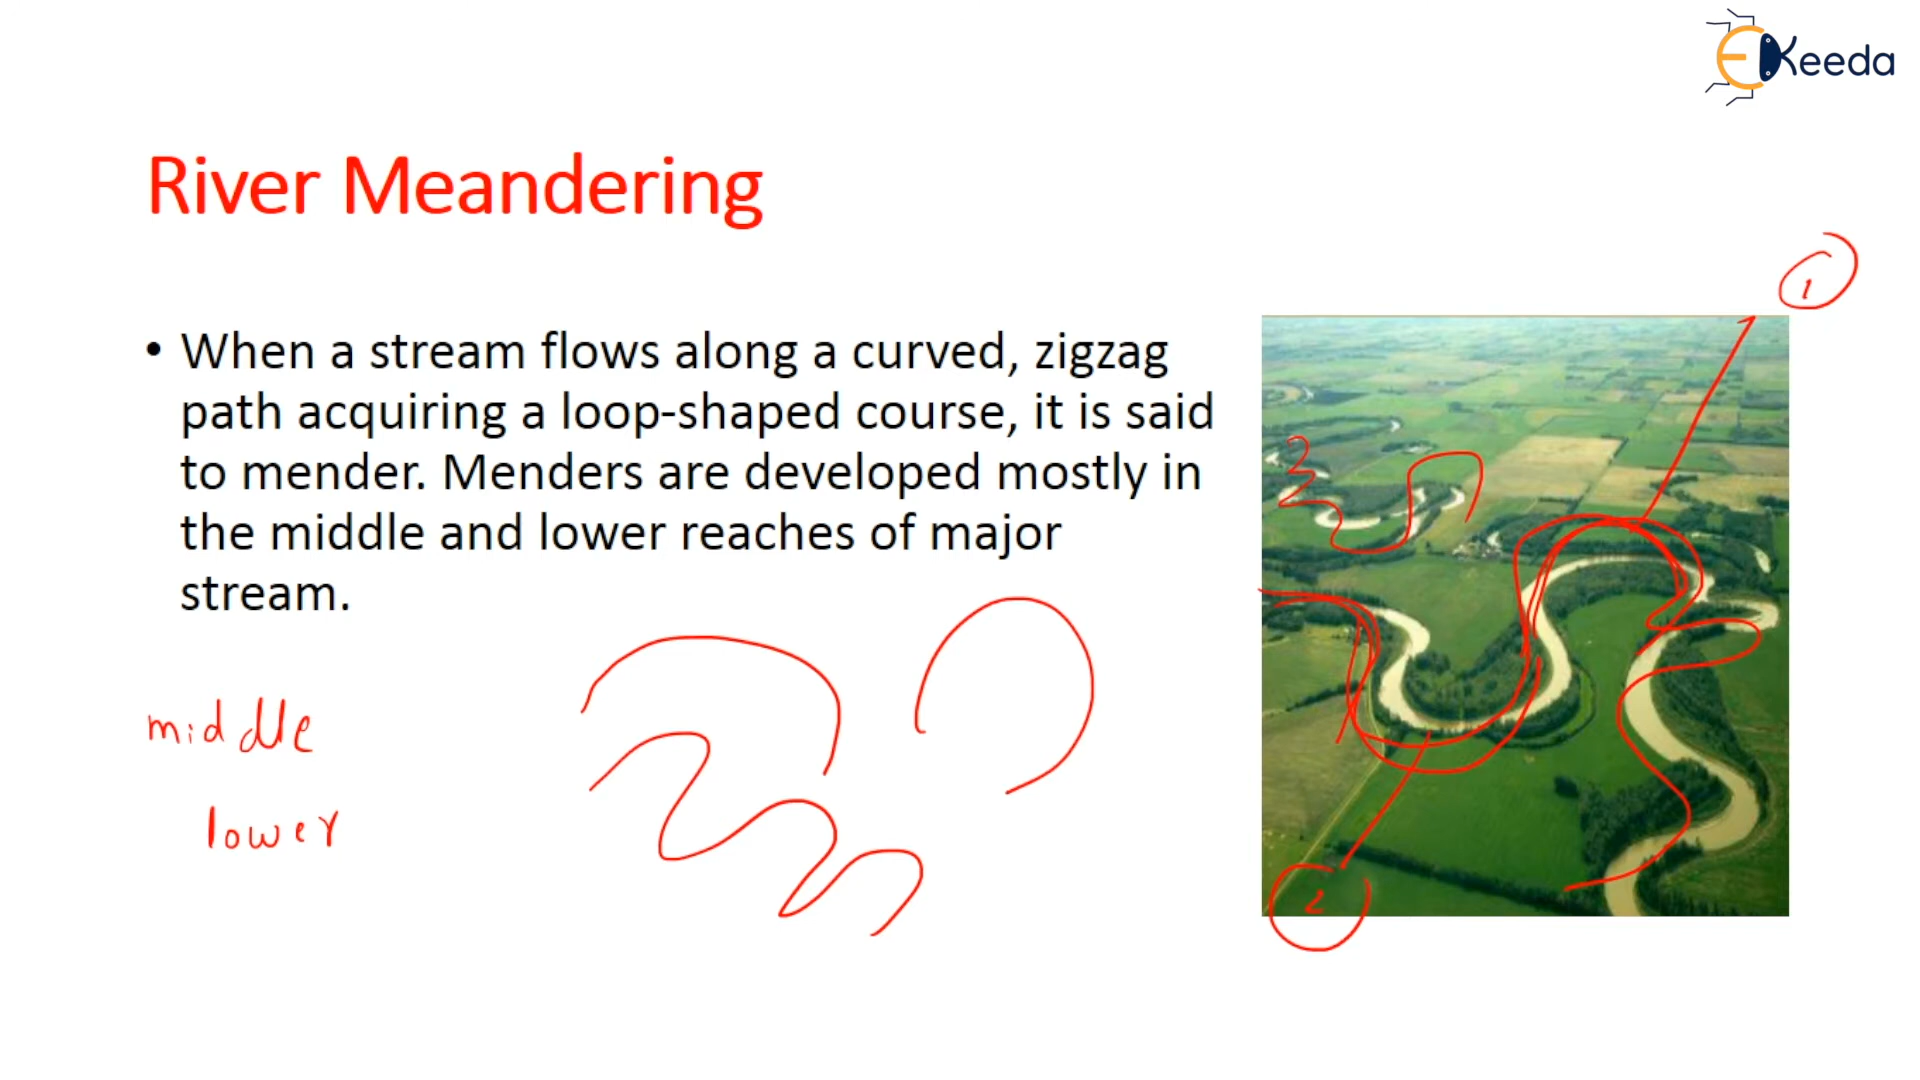 EKeeda
River Meandering
• When a stream flows along a curved, zigzag
path acquiring a loop-shaped course, it is said
to mender. Menders are developed mostly in
the middle and lower reaches of major
stream.
middle
lower
1
2